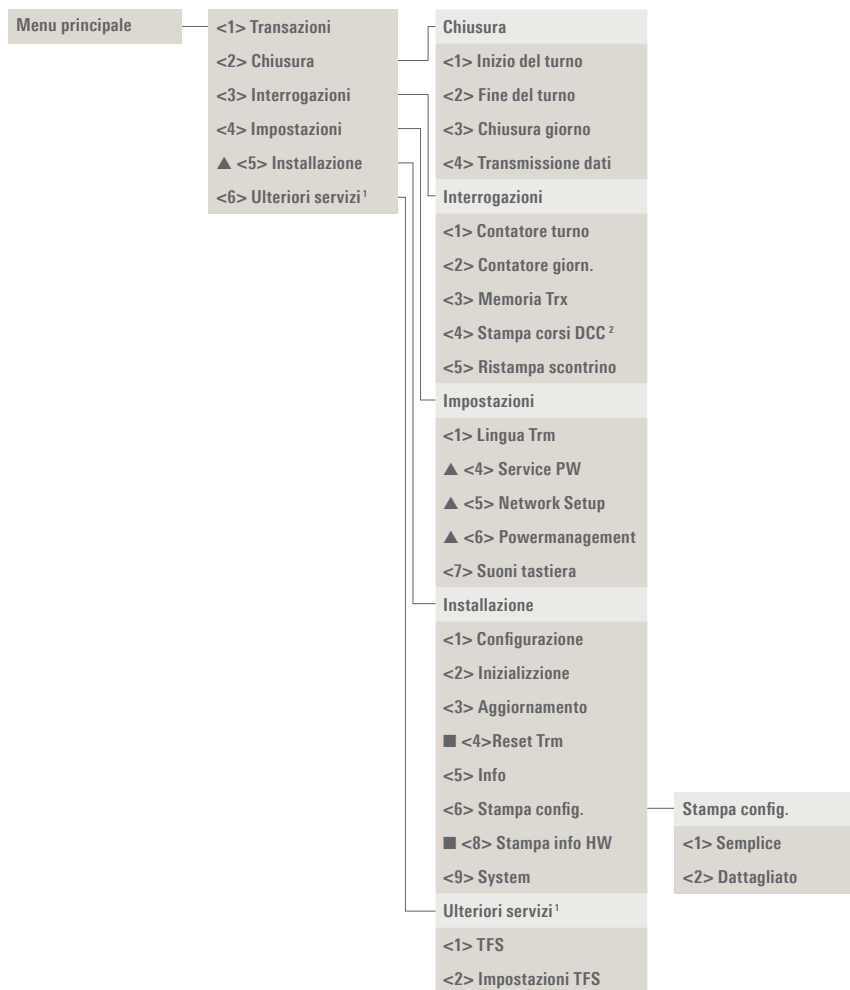 Menu principale
<1> Transazioni
<2> Chiusura
<3> Interrogazioni
<4> Impostazioni
▲ <5> Installazione
<6> Ulteriori servizi ¹
Chiusura
<1> Inizio del turno
<2> Fine del turno
<3> Chiusura giorno
<4> Transmissione dati
Interrogazioni
<1> Contatore turno
<2> Contatore giorn.
<3> Memoria Trx
<4> Stampa corsi DCC ²
<5> Ristampa scontrino
Impostazioni
<1> Lingua Trm
▲ <4> Service PW
▲ <5> Network Setup
▲ <6> Powermanagement
<7> Suoni tastiera
Installazione
<1> Configurazione
<2> Inizializzione
<3> Aggiornamento
■ <4>Reset Trm
<5> Info
<6> Stampa config.
■ <8> Stampa info HW
<9> System
Ulteriori servizi ¹
<1> TFS
<2> Impostazioni TFS
Stampa config.
<1> Semplice
<2> Dattagliato